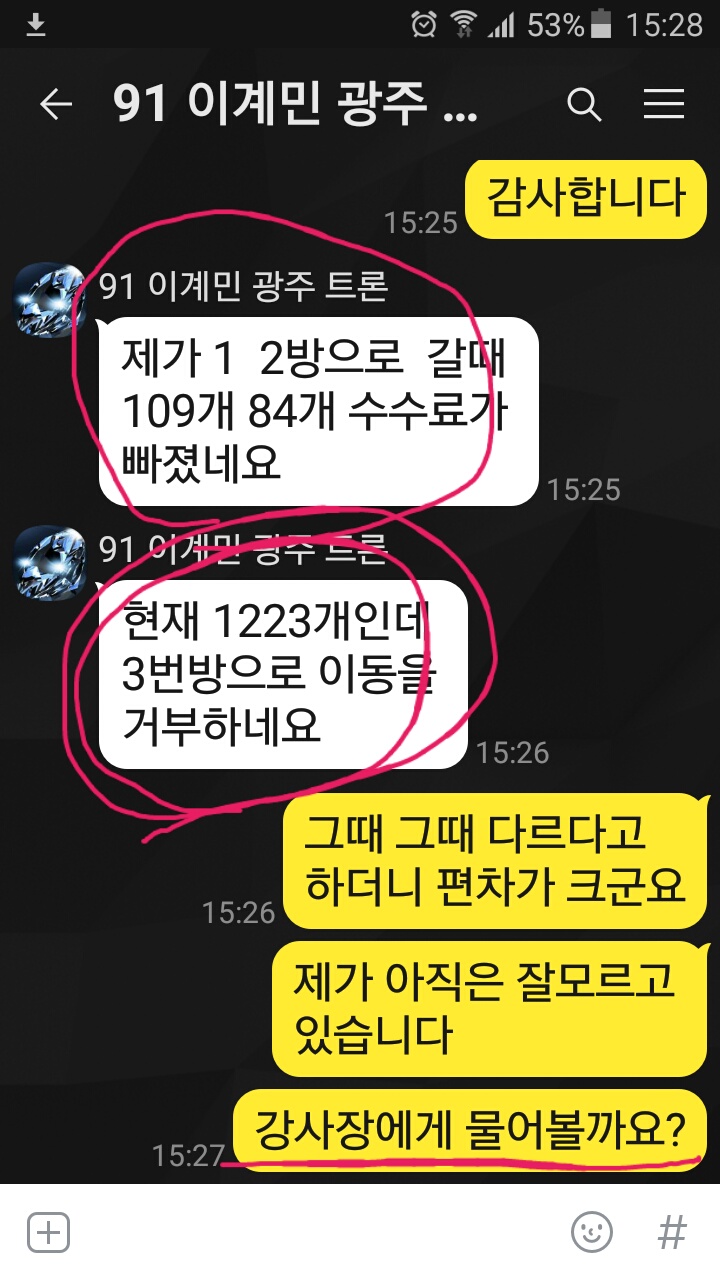 53% 15:28
91 이계민 광주 ...
감사합니다
15:25
91 이계민 광주 트론
제가 1 2방으로 갈때
109개 84개 수수료가
빠졌네요
15:25
91 이계민 광주 트론
현재 1223개인데
3번방으로 이동을
거부하네요
15:26
그때 그때 다르다고
하더니 편차가 크군요
15:26
제가 아직은 잘모르고
있습니다
강사장에게 물어볼까요?
15:27
#